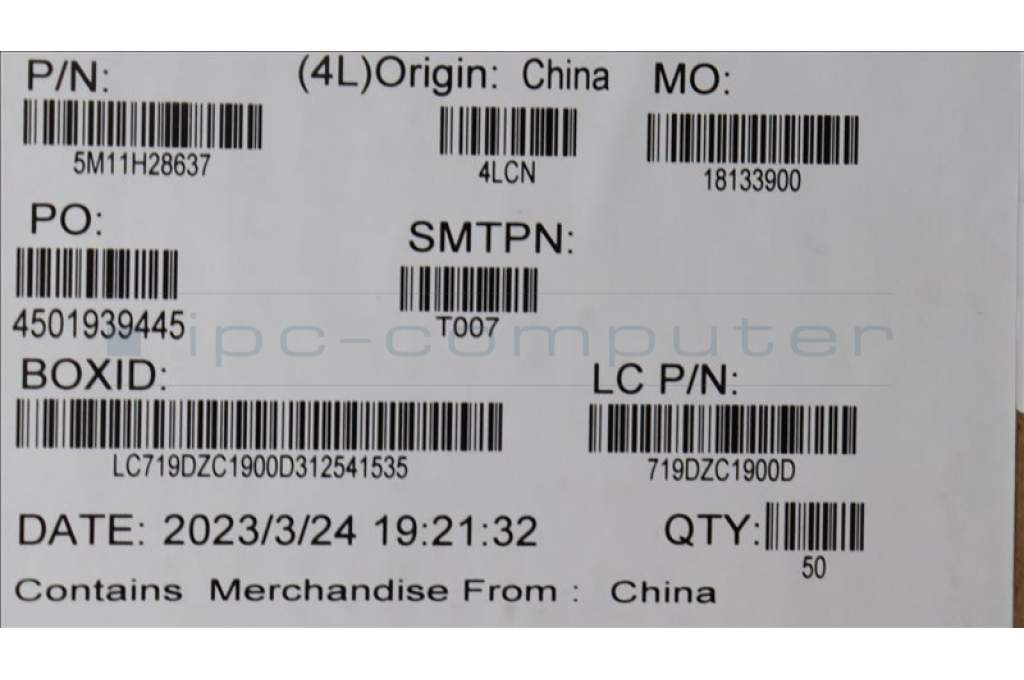 P/N: (4L)Origin: China MO:
5M11H28637 4LCN 18133900
PO: SMTPN:
4501939445 T007
ipc-computer
BOXID: LC P/N:
LC719DZC1900D312541535 719DZC1900D
DATE: 2023/3/24 19:21:32 QTY:
50
Contains Merchandise From : China